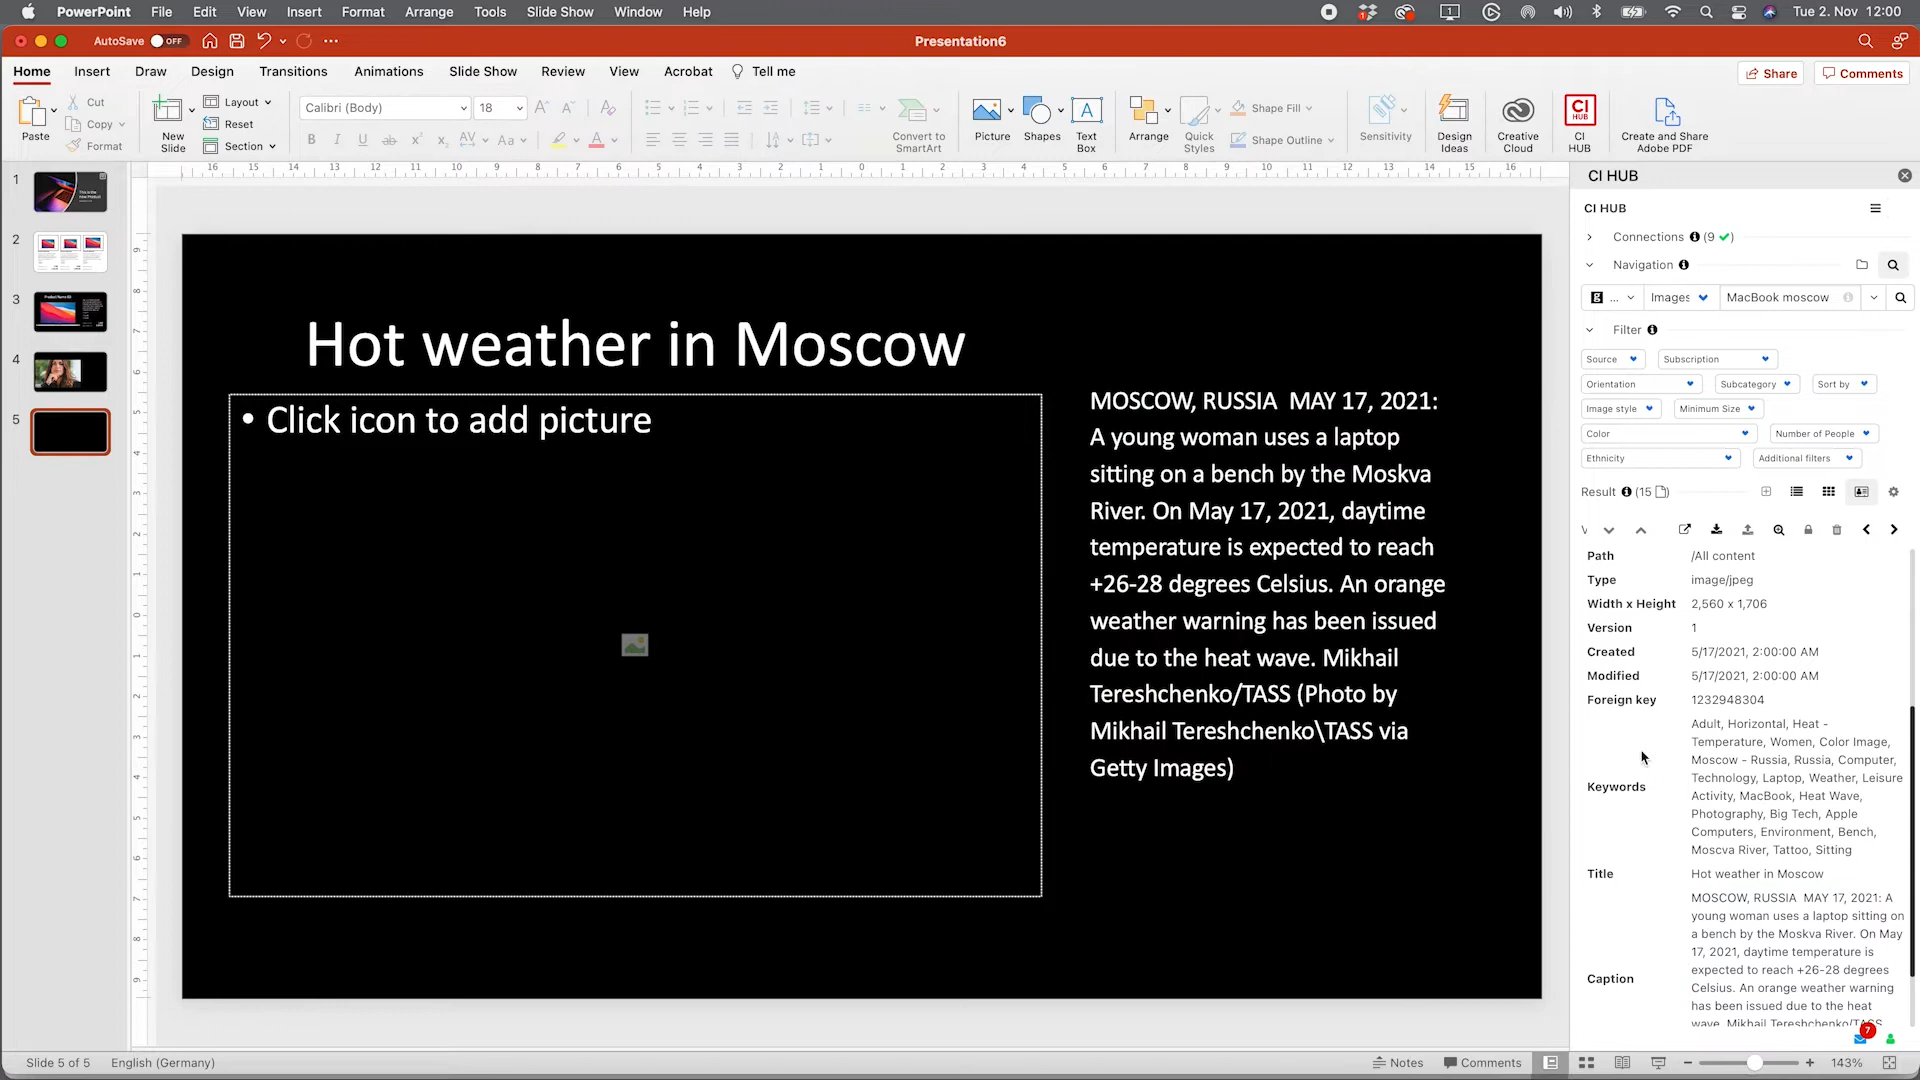 PowerPoint File Edit View Insert Format Arrange Tools Slide Show Window Help Tue 2. Nov 12:00
AutoSave OFF Presentation6
Home Insert Draw Design Transitions Animations Slide Show Review View Acrobat Tell me Share Comments
Paste
Cut
Copy
Format
New
Slide
Layout
Reset
Section
Calibri (Body) 18
Convert to
SmartArt
Picture
Shapes
Text
Box
Arrange
Quick
Styles
Shape Fill
Shape Outline
Sensitivity
Design
Ideas
Creative
Cloud
CI
HUB
CI
HUB
Create and Share
Adobe PDF
1
2
3
4
5
Hot weather in Moscow
• Click icon to add picture
MOSCOW, RUSSIA MAY 17, 2021:
A young woman uses a laptop
sitting on a bench by the Moskva
River. On May 17, 2021, daytime
temperature is expected to reach
+26-28 degrees Celsius. An orange
weather warning has been issued
due to the heat wave. Mikhail
Tereshchenko/TASS (Photo by
Mikhail Tereshchenko\TASS via
Getty Images)
CI HUB
CI HUB
Connections (9 ✔)
Navigation
g ... Images MacBook moscow
Filter
Source Subscription
Orientation Subcategory Sort by
Image style Minimum Size
Color Number of People
Ethnicity Additional filters
Result (15)
Path /All content
Type image/jpeg
Width x Height 2,560 x 1,706
Version 1
Created 5/17/2021, 2:00:00 AM
Modified 5/17/2021, 2:00:00 AM
Foreign key 1232948304
Keywords
Adult, Horizontal, Heat -
Temperature, Women, Color Image,
Moscow - Russia, Russia, Computer,
Technology, Laptop, Weather, Leisure
Activity, MacBook, Heat Wave,
Photography, Big Tech, Apple
Computers, Environment, Bench,
Moscva River, Tattoo, Sitting
Title Hot weather in Moscow
Caption
MOSCOW, RUSSIA MAY 17, 2021: A
young woman uses a laptop sitting on
a bench by the Moskva River. On May
17, 2021, daytime temperature is
expected to reach +26-28 degrees
Celsius. An orange weather warning
has been issued due to the heat
wave. Mikhail Tereshchenko/TASS
7
Slide 5 of 5 English (Germany) Notes Comments 143%